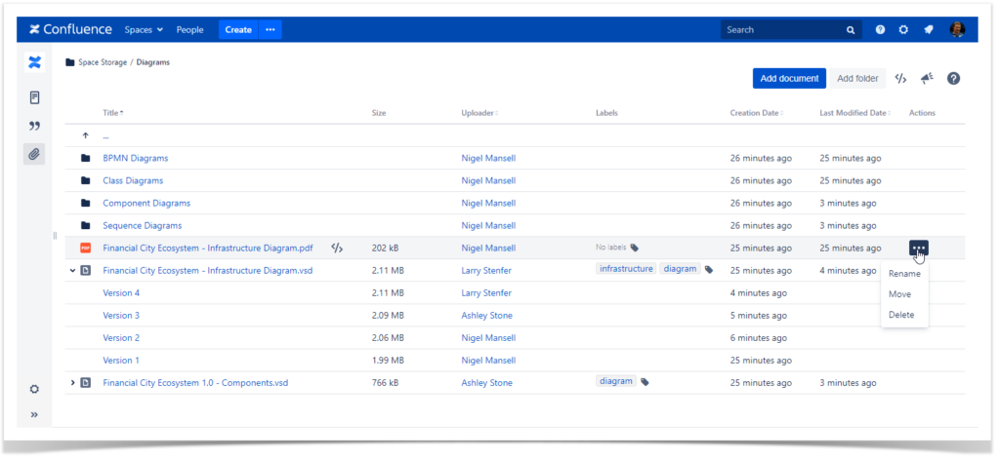 Confluence Spaces People Create ... Search
Space Storage / Diagrams
Add document Add folder </> ?
Title Size Uploader Labels Creation Date Last Modified Date Actions
...
BPMN Diagrams Nigel Mansell 26 minutes ago 25 minutes ago
Class Diagrams Nigel Mansell 26 minutes ago 25 minutes ago
Component Diagrams Nigel Mansell 26 minutes ago 3 minutes ago
Sequence Diagrams Nigel Mansell 26 minutes ago 3 minutes ago
PDF Financial City Ecosystem - Infrastructure Diagram.pdf </> 202 kB Nigel Mansell No labels 25 minutes ago 25 minutes ago
Financial City Ecosystem - Infrastructure Diagram.vsd 2.11 MB Larry Stenfer infrastructure diagram 25 minutes ago 4 minutes ago
Rename
Version 4 2.11 MB Larry Stenfer 4 minutes ago
Move
Version 3 2.09 MB Ashley Stone 5 minutes ago
Delete
Version 2 2.06 MB Nigel Mansell 6 minutes ago
Version 1 1.99 MB Nigel Mansell 25 minutes ago
Financial City Ecosystem 1.0 - Components.vsd 766 kB Ashley Stone diagram 25 minutes ago 3 minutes ago